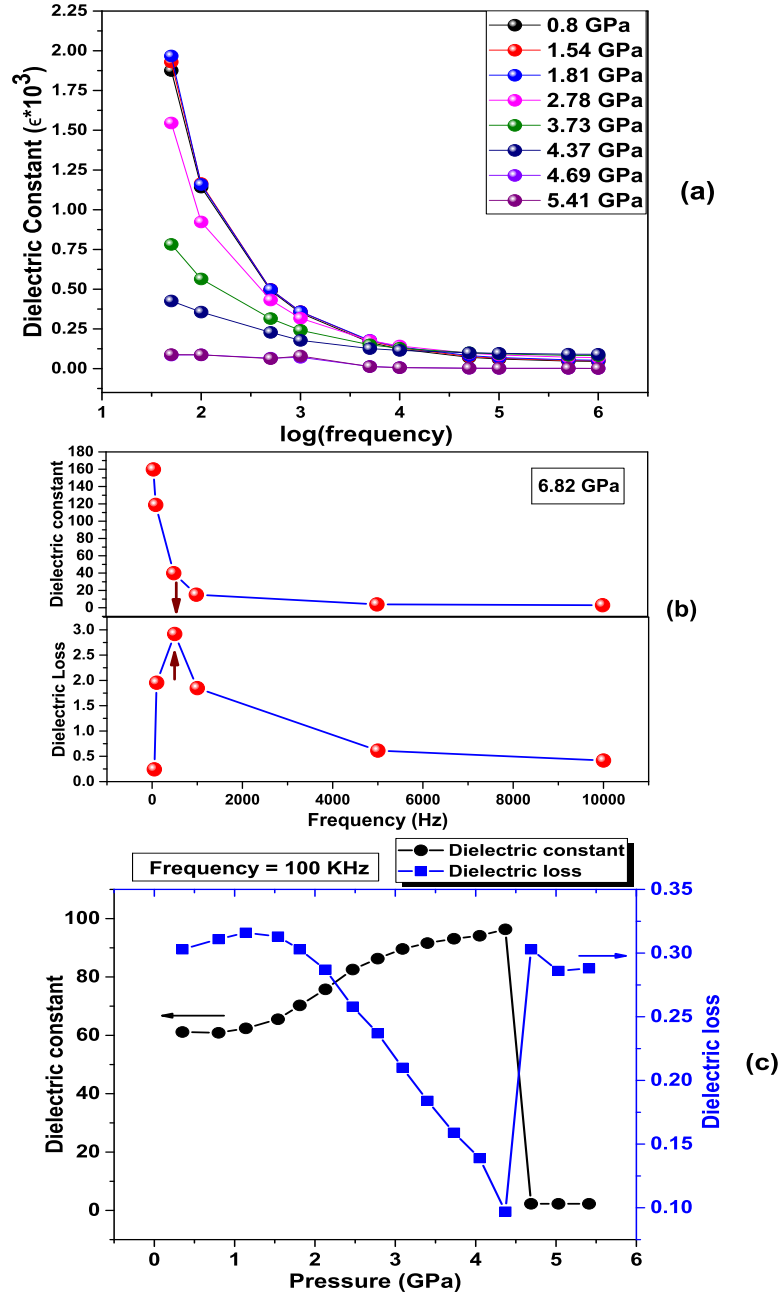 2.25
2.00
1.75
1.50
1.25
1.00
0.75
0.50
0.25
0.00
Dielectric Constant (ϵ*10³)
0.8 GPa
1.54 GPa
1.81 GPa
2.78 GPa
3.73 GPa
4.37 GPa
4.69 GPa
5.41 GPa
(a)
1 2 3 4 5 6
log(frequency)
180
160
140
120
100
80
60
40
20
0
Dielectric constant
6.82 GPa
(b)
3.0
2.5
2.0
1.5
1.0
0.5
0.0
Dielectric Loss
0 2000 4000 6000 8000 10000
Frequency (Hz)
Frequency = 100 KHz
Dielectric constant
Dielectric loss
100
80
60
40
20
0
Dielectric constant
0.35
0.30
0.25
0.20
0.15
0.10
Dielectric loss
(c)
0 1 2 3 4 5 6
Pressure (GPa)